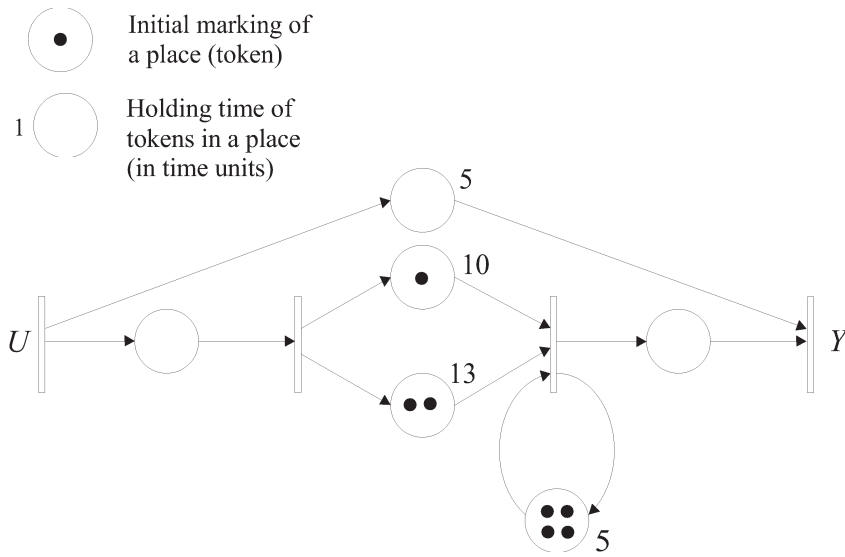 Initial marking of
a place (token)
1
Holding time of
tokens in a place
(in time units)
5
10
U
Y
13
5